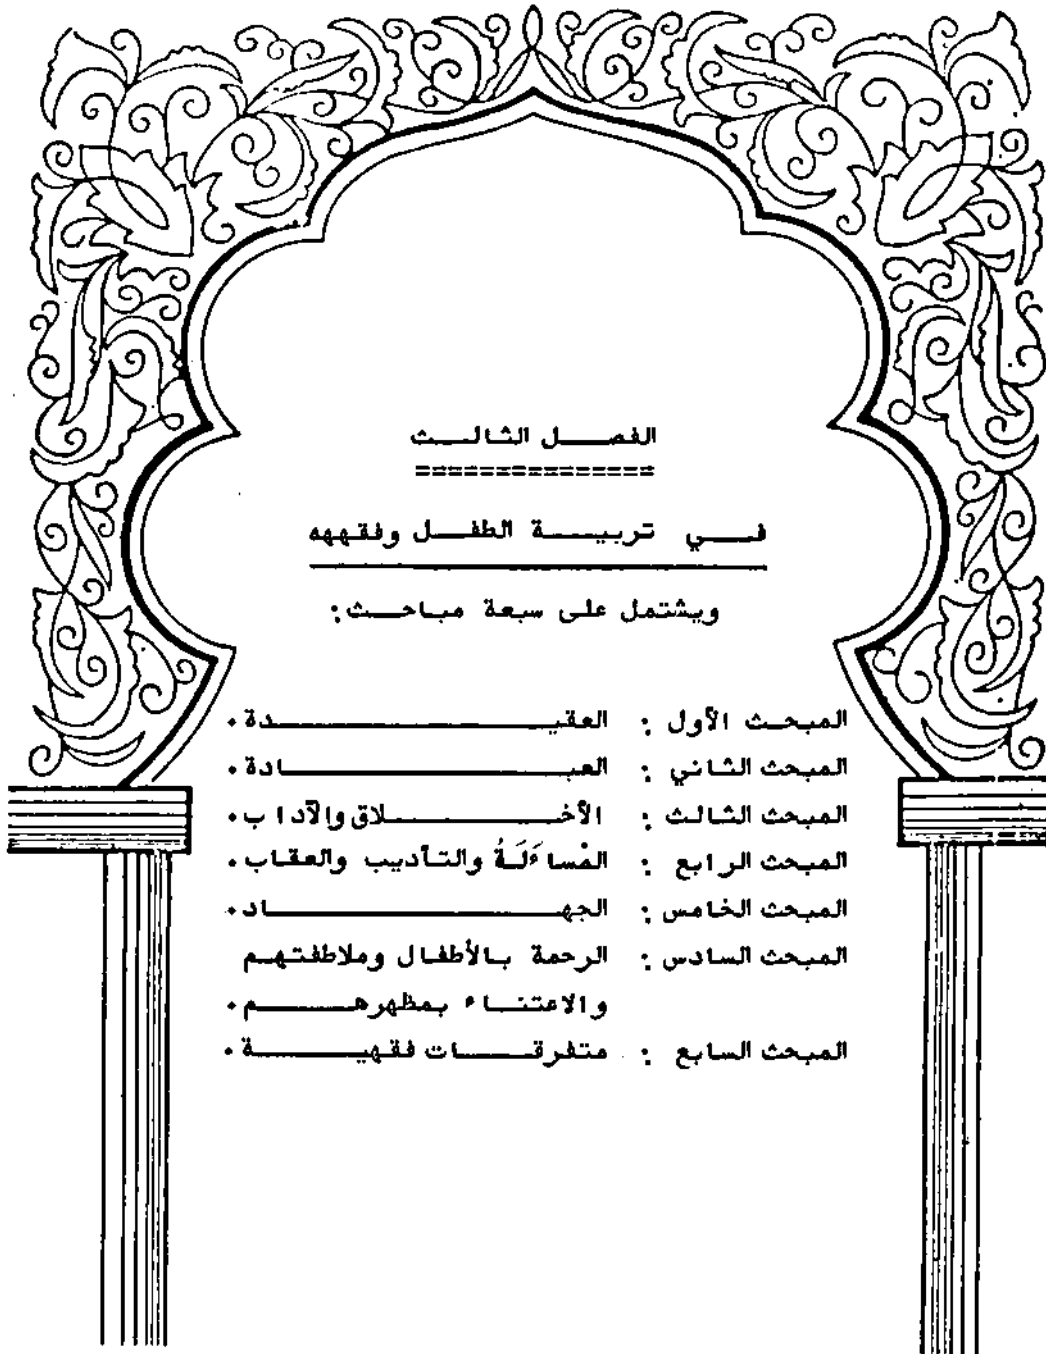 الفصل الثالث
===============
في تربية الطفل وفقهه
ويشتمل على سبعة مباحث:
المبحث الأول : العقيدة.
المبحث الثاني : العبادة.
المبحث الثالث : الأخلاق والآداب.
المبحث الرابع : المُساءَلَةُ والتأديب والعقاب.
المبحث الخامس : الجهاد.
المبحث السادس : الرحمة بالأطفال وملاطفتهم
والاعتناء بمظهرهم.
المبحث السابع : متفرقات فقهية.